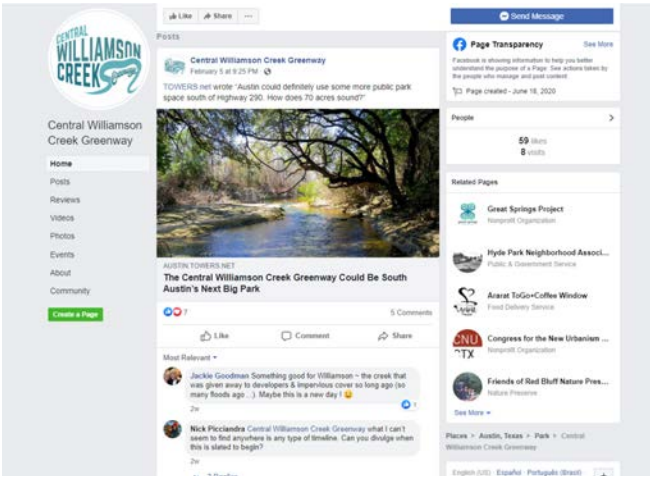 CENTRAL
WILLIAMSON
CREEK
Central Williamson
Creek Greenway
Home
Posts
Reviews
Videos
Photos
Events
About
Community
Create a Page
Like
Share
Posts
Central Williamson Creek Greenway
February 5 at 9:25 PM
TOWERS.net wrote "Austin could definitely use some more public park
space south of Highway 290. How does 70 acres sound?"
AUSTIN.TOWERS.NET
The Central Williamson Creek Greenway Could Be South
Austin's Next Big Park
7
5 Comments
Like
Comment
Share
Most Relevant
Jackie Goodman Something good for Williamson ~ the creek that
was given away to developers & impervious cover so long ago (so
many floods ago ...). Maybe this is a new day !
2w
Nick Picciandra Central Williamson Creek Greenway what I can't
seem to find anywhere is any type of timeline. Can you divulge when
this is slated to begin?
2w
Send Message
Page Transparency
See More
Facebook is showing information to help you better
understand the purpose of a Page. See actions taken by
the people who manage and post content.
Page created - June 18, 2020
People
59 likes
8 visits
Related Pages
Great Springs Project
Nonprofit Organization
Hyde Park Neighborhood Associ...
Public & Government Service
Ararat ToGo+Coffee Window
Food Delivery Service
CNU
CTX
Congress for the New Urbanism ...
Nonprofit Organization
Friends of Red Bluff Nature Pres...
Nature Preserve
See More
Places > Austin, Texas > Park > Central
Williamson Creek Greenway
English (US) · Español · Português (Brasil)